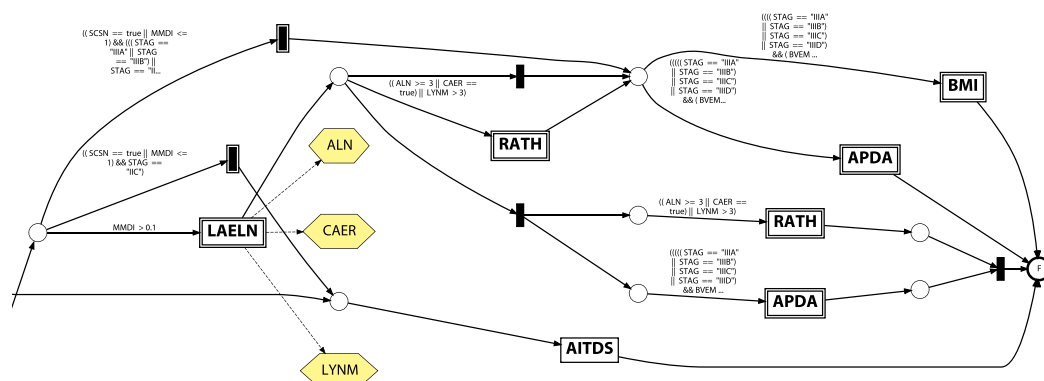 (( SCSN == true || MMDI <=
1) && ((( STAG ==
"IIIA" || STAG
== "IIIB") ||
STAG == "II...
(((( STAG == "IIIA"
|| STAG == "IIIB")
|| STAG == "IIIC")
|| STAG == "IIID")
&& ( BVEM ...
((((( STAG == "IIIA"
|| STAG == "IIIB")
|| STAG == "IIIC")
|| STAG == "IIID")
&& ( BVEM...
(( ALN >= 3 || CAER ==
true) || LYNM > 3)
BMI
RATH
ALN
APDA
(( SCSN == true || MMDI <=
1) && STAG ==
"IIC")
MMDI > 0.1
LAELN
CAER
(( ALN >= 3 || CAER ==
true) || LYNM > 3)
RATH
((((( STAG == "IIIA"
|| STAG == "IIIB")
|| STAG == "IIIC")
|| STAG == "IIID")
&& BVEM ...
APDA
F
AITDS
LYNM